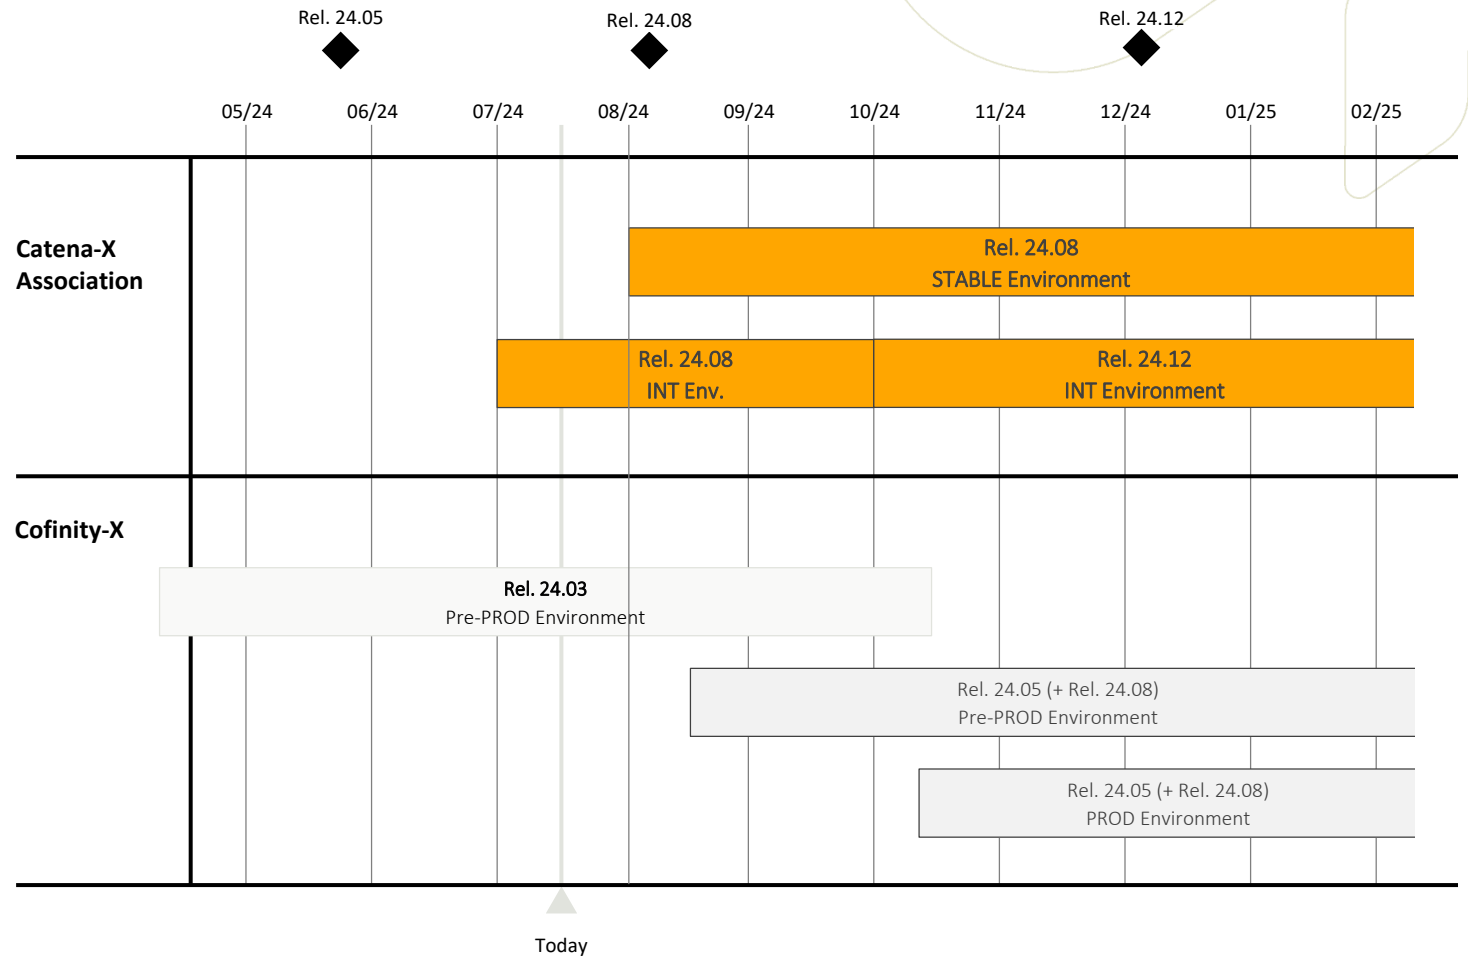 Rel. 24.05
Rel. 24.08
Rel. 24.12
05/24
06/24
07/24
08/24
09/24
10/24
11/24
12/24
01/25
02/25
Catena-X
Association
Rel. 24.08
STABLE Environment
Rel. 24.08
INT Env.
Rel. 24.12
INT Environment
Cofinity-X
Rel. 24.03
Pre-PROD Environment
Rel. 24.05 (+ Rel. 24.08)
Pre-PROD Environment
Rel. 24.05 (+ Rel. 24.08)
PROD Environment
Today